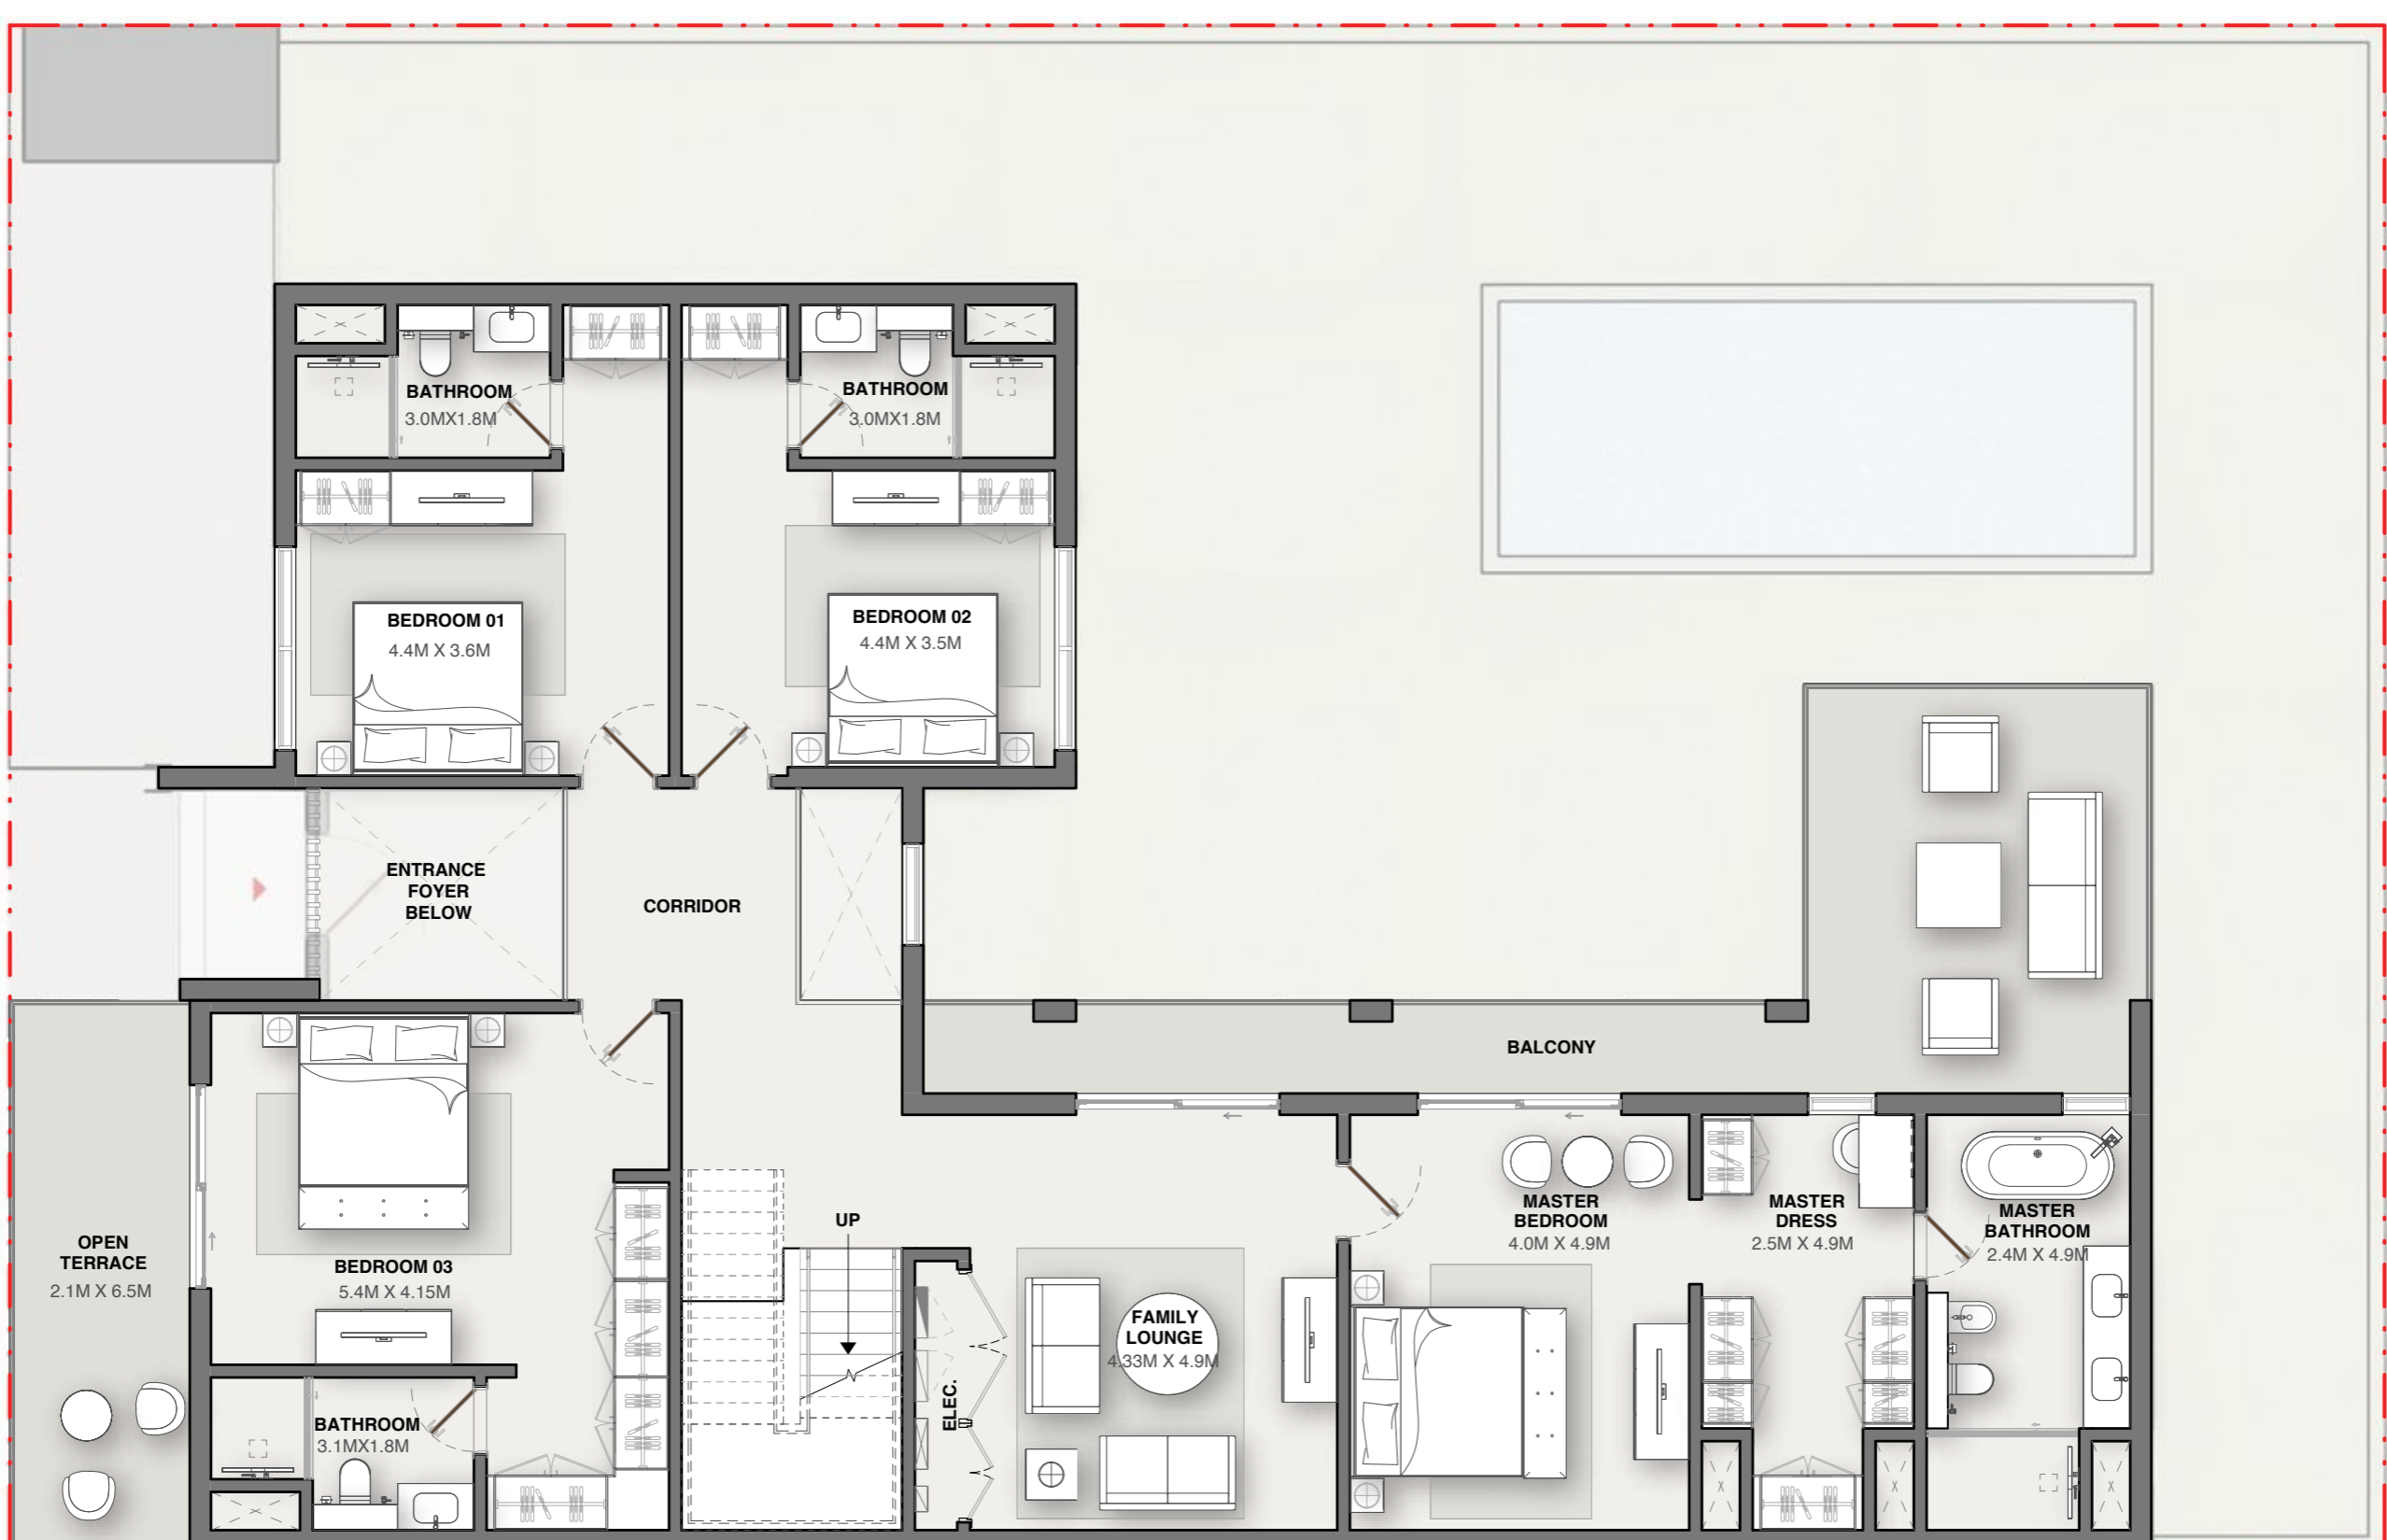 BATHROOM
3.0MX1.8M
BATHROOM
3.0MX1.8M
BEDROOM 01
4.4M X 3.6M
BEDROOM 02
4.4M X 3.5M
ENTRANCE
FOYER
BELOW
CORRIDOR
BALCONY
OPEN
TERRACE
2.1M X 6.5M
BEDROOM 03
5.4M X 4.15M
BATHROOM
3.1MX1.8M
UP
ELEC.
FAMILY
LOUNGE
4.33M X 4.9M
MASTER
BEDROOM
4.0M X 4.9M
MASTER
DRESS
2.5M X 4.9M
MASTER
BATHROOM
2.4M X 4.9M